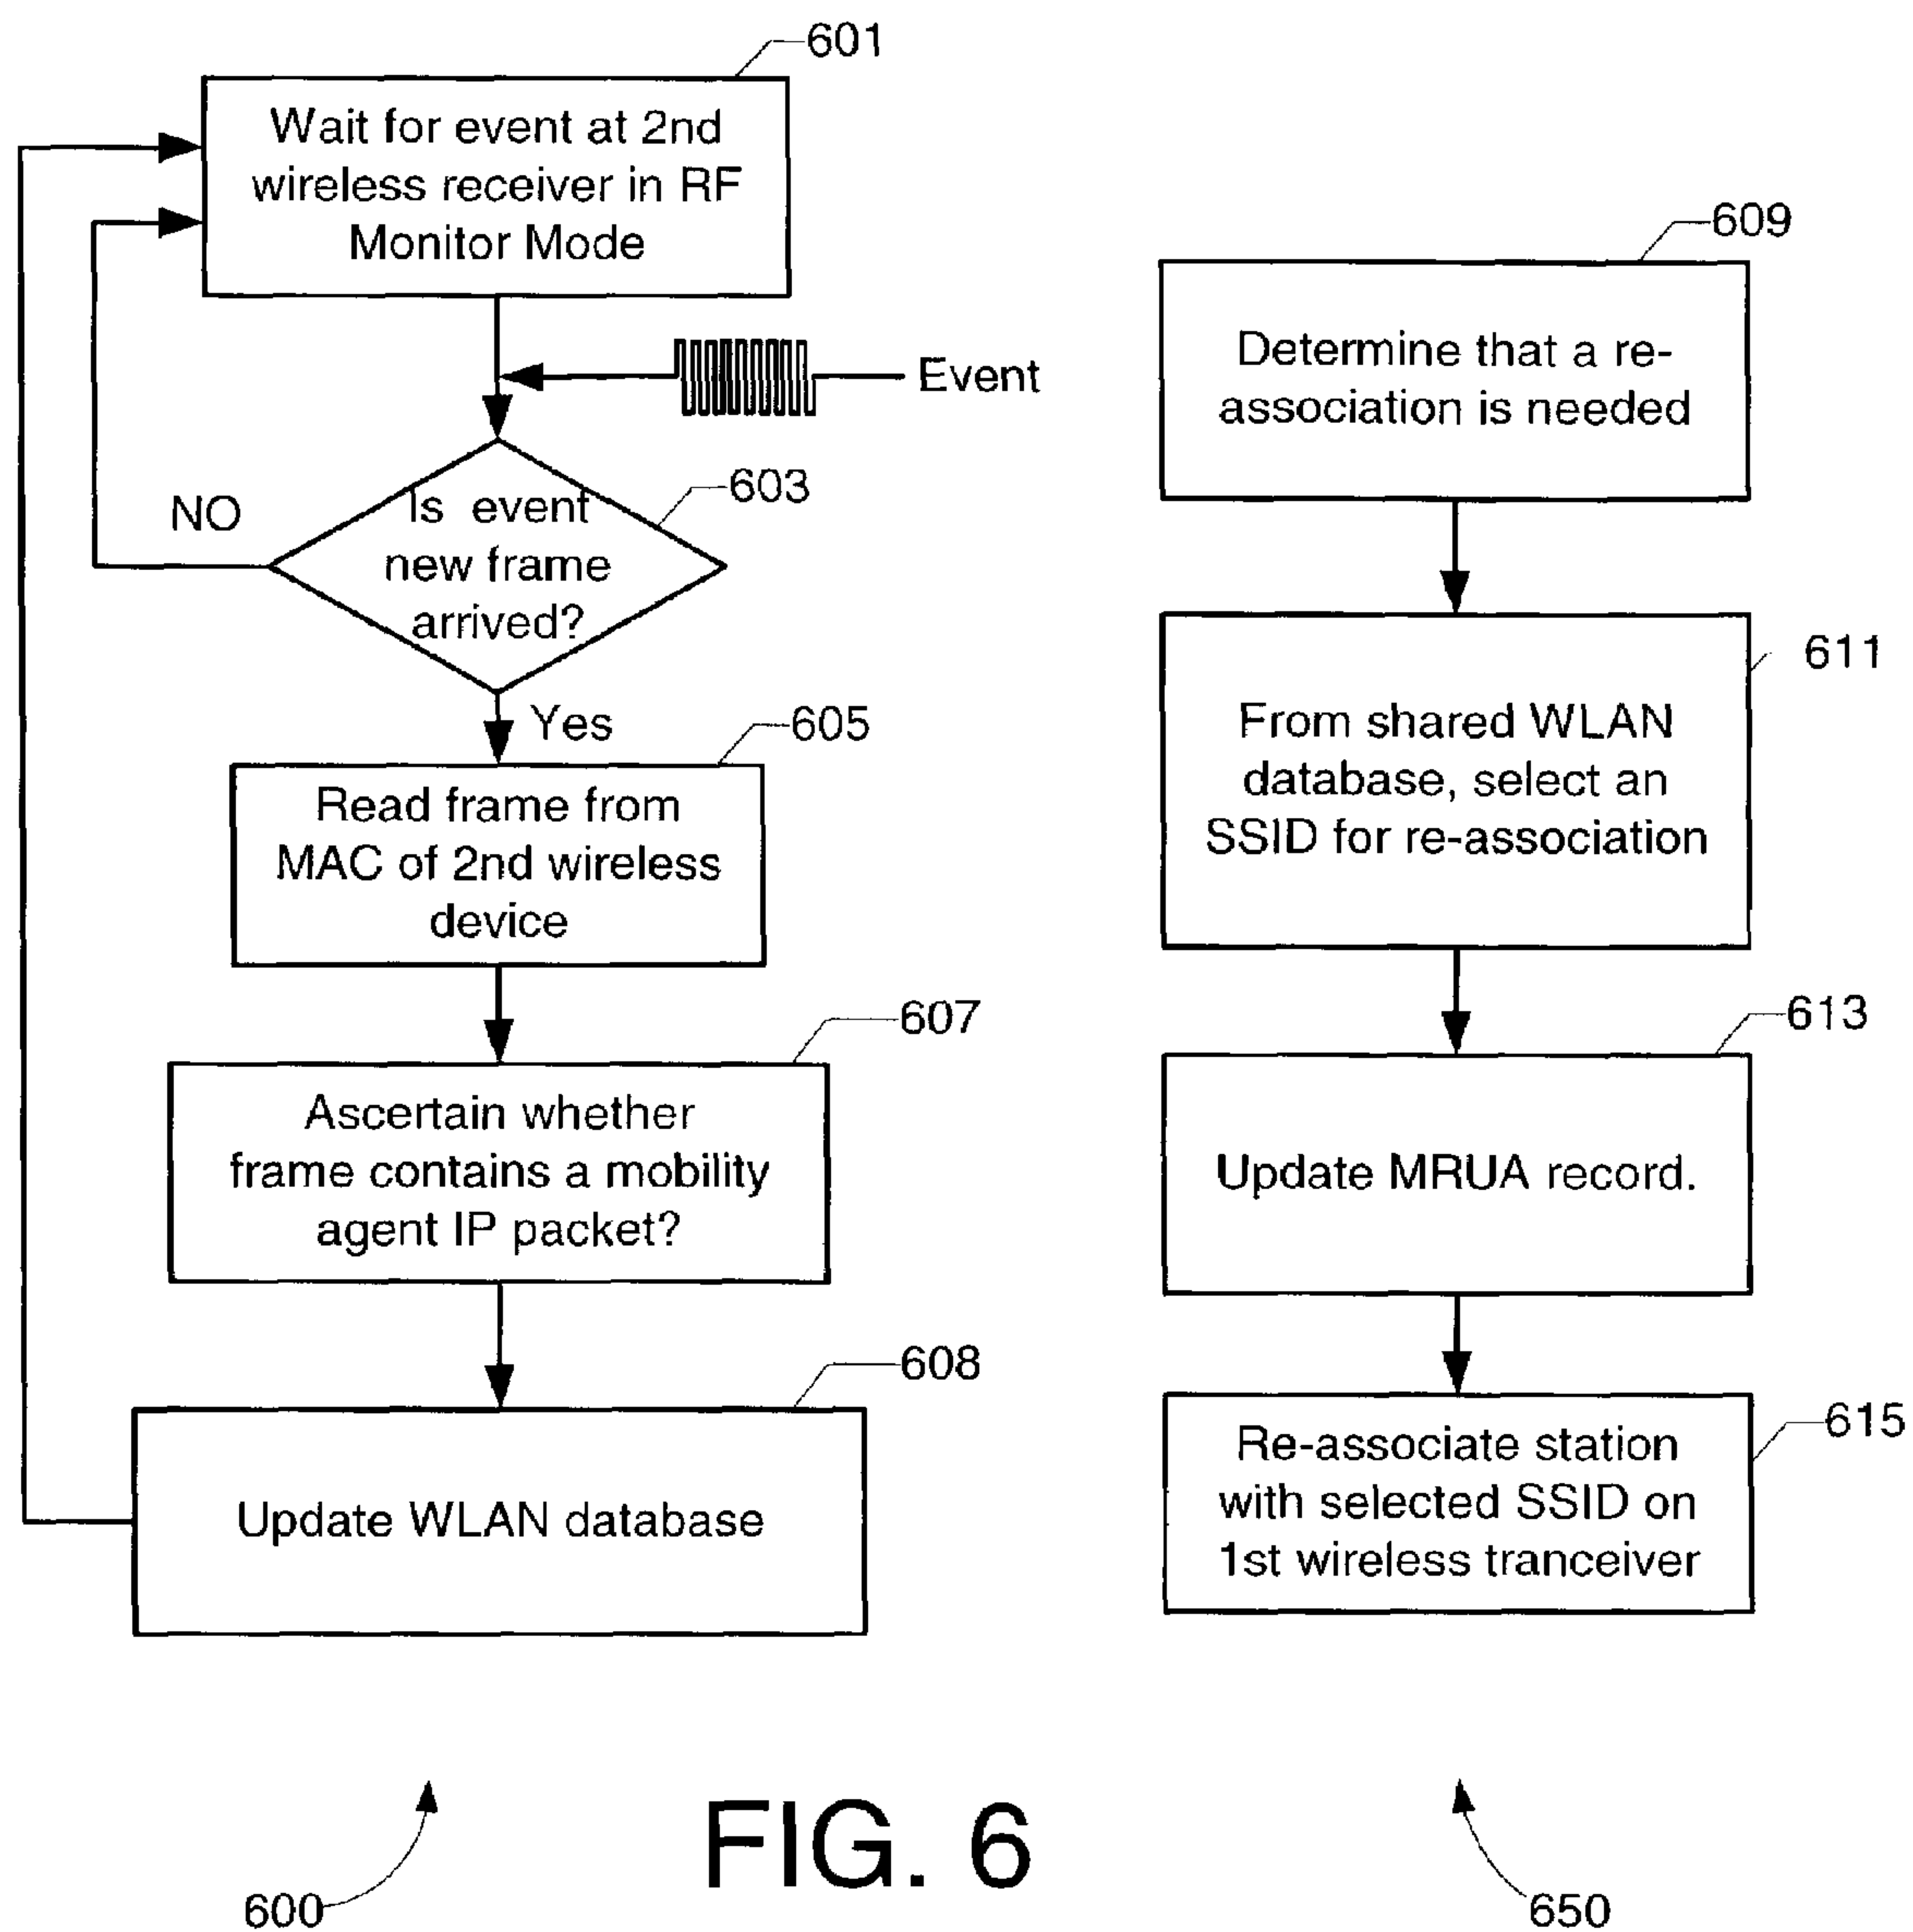 601
Wait for event at 2nd
wireless receiver in RF
Monitor Mode
Event
603
NO
Is event
new frame
arrived?
Yes
605
Read frame from
MAC of 2nd wireless
device
607
Ascertain whether
frame contains a mobility
agent IP packet?
608
Update WLAN database
609
Determine that a re-
association is needed
611
From shared WLAN
database, select an
SSID for re-association
613
Update MRUA record.
615
Re-associate station
with selected SSID on
1st wireless tranceiver
600
FIG. 6
650